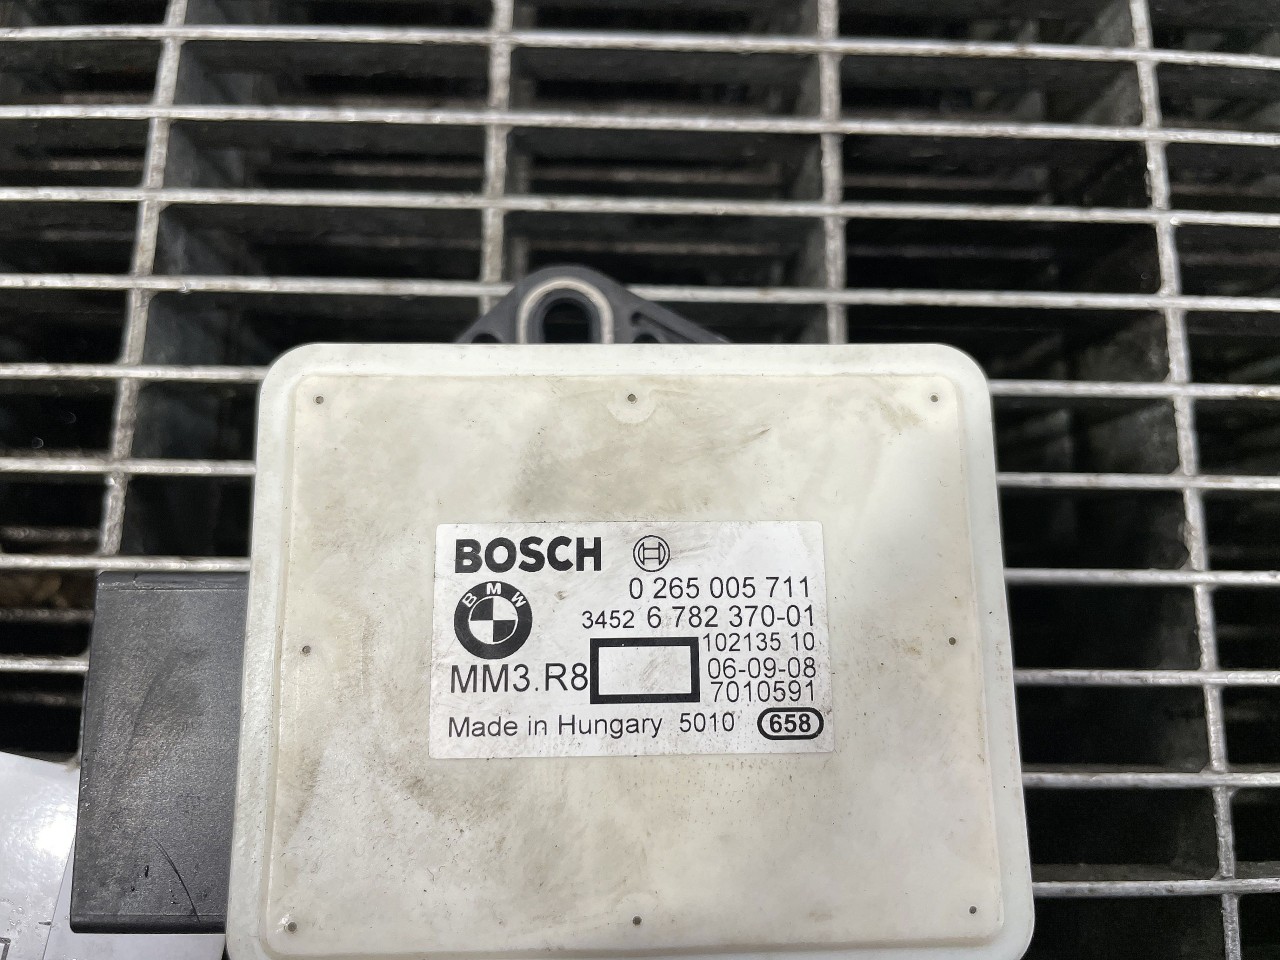 BOSCH
0 265 005 711
BMW
3452 6 782 370-01
102135 10
MM3.R8
06-09-08
7010591
Made in Hungary 5010 658